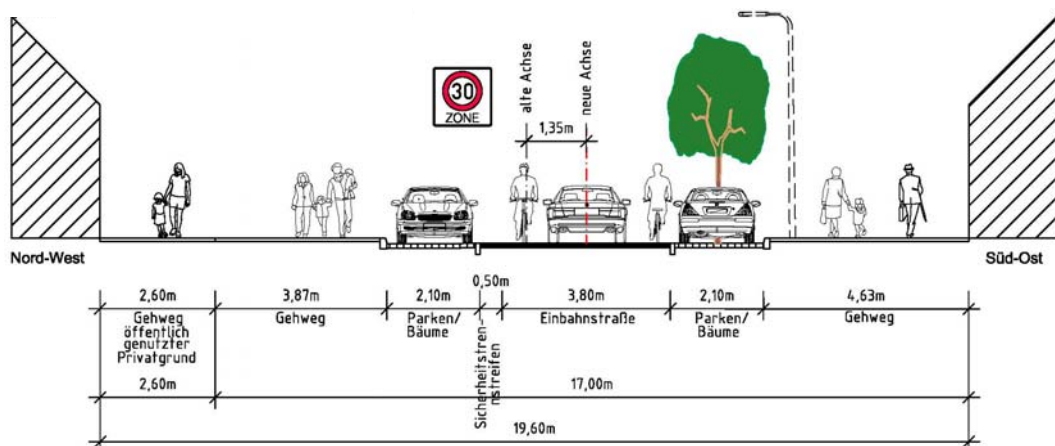 30
ZONE
alte Achse
neue Achse
1,35m
Nord-West
Süd-Ost
2,60m
3,87m
2,10m
0,50m
3,80m
2,10m
4,63m
Gehweg
öffentlich
genutzter
Privatgrund
Gehweg
Parken/
Bäume
Sicherheitstren-
nstreifen
Einbahnstraße
Parken/
Bäume
Gehweg
2,60m
17,00m
19,60m